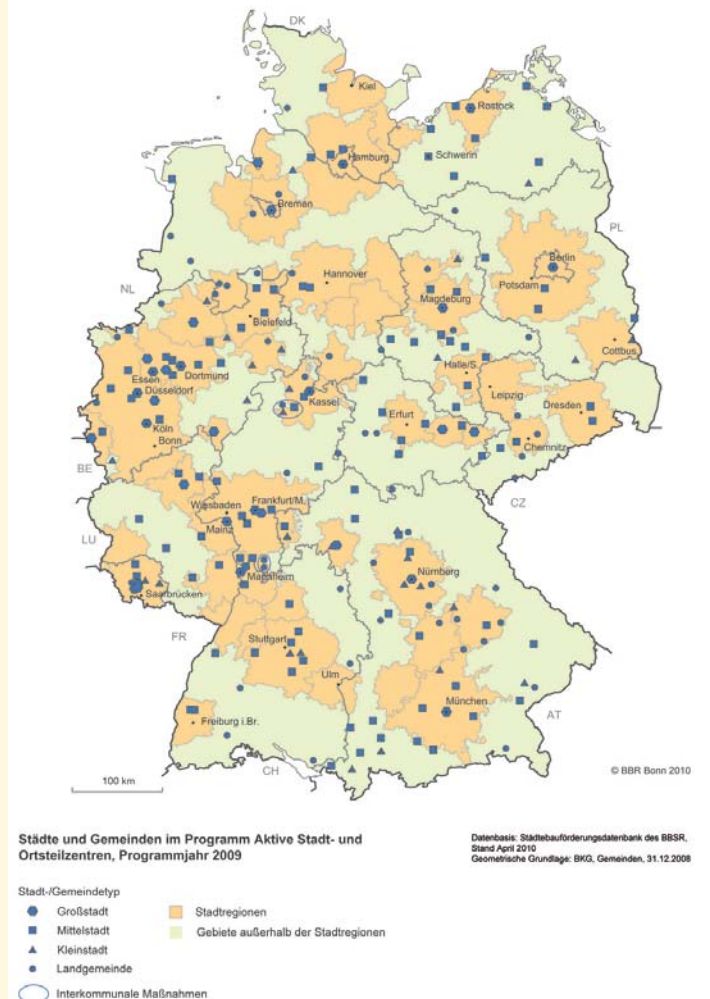 DK
Kiel
Rostock
Hamburg
Schwerin
Bremen
PL
Berlin
Hannover
Potsdam
NL
Magdeburg
Bielefeld
Cottbus
Halle/S.
Essen
Dortmund
Leipzig
Düsseldorf
Kassel
Dresden
Erfurt
Köln
Chemnitz
Bonn
BE
CZ
Frankfurt/M.
Wiesbaden
LU
Mainz
Nürnberg
Mannheim
Saarbrücken
FR
Stuttgart
Ulm
München
AT
Freiburg i.Br.
CH
100 km
© BBR Bonn 2010
Städte und Gemeinden im Programm Aktive Stadt- und
Ortsteilzentren, Programmjahr 2009
Datenbasis: Städtebauförderungsdatenbank des BBSR,
Stand April 2010
Geometrische Grundlage: BKG, Gemeinden, 31.12.2008
Stadt-/Gemeindetyp
Großstadt
Mittelstadt
Kleinstadt
Landgemeinde
Interkommunale Maßnahmen
Stadtregionen
Gebiete außerhalb der Stadtregionen